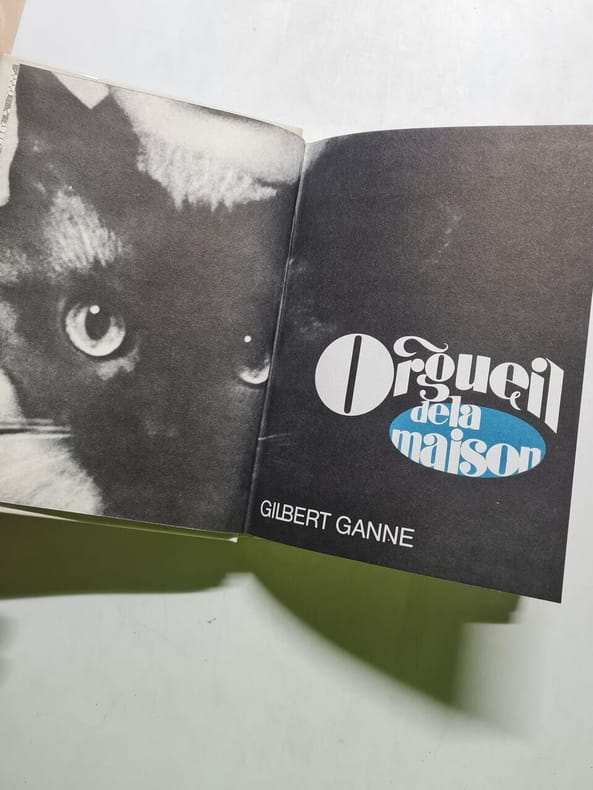 Orgueil
de la
maison
GILBERT GANNE